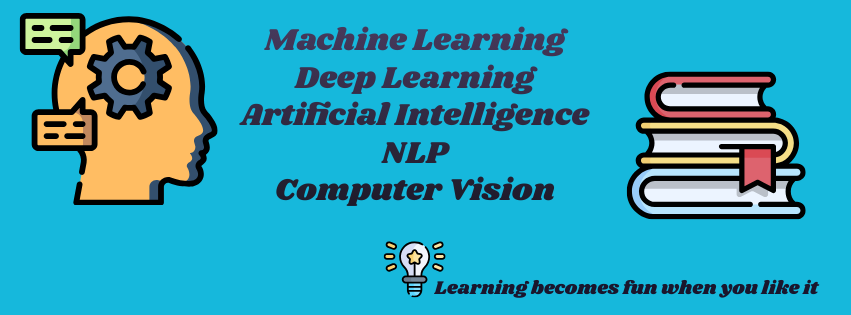 Machine Learning
Deep Learning
Artificial Intelligence
NLP
Computer Vision
Learning becomes fun when you like it